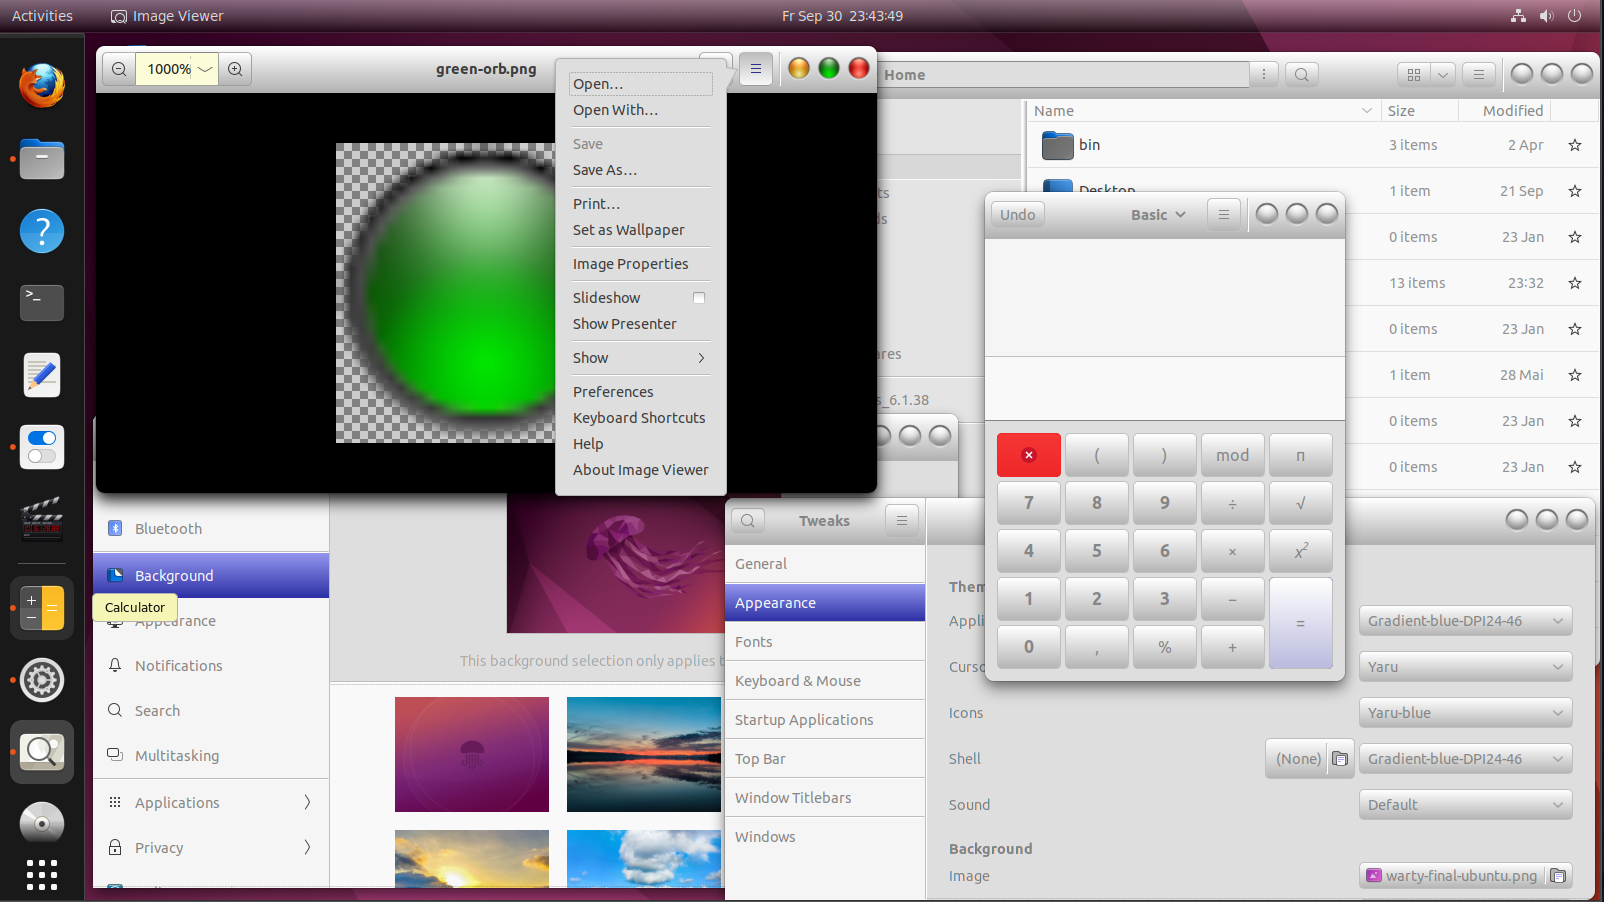 Activities
Image Viewer
Fr Sep 30 23:43:49
1000%
green-orb.png
Open...
Open With...
Save
Save As...
Print...
Set as Wallpaper
Image Properties
Slideshow
Show Presenter
Show
Preferences
Keyboard Shortcuts
Help
About Image Viewer
Home
Name Size Modified
bin 3 items 2 Apr
Desktop 1 item 21 Sep
0 items 23 Jan
13 items 23:32
0 items 23 Jan
1 item 28 Mai
0 items 23 Jan
0 items 23 Jan
ts
ds
ares
s_6.1.38
Undo
Basic
( ) mod π
7 8 9 ÷ √
4 5 6 × x²
1 2 3 − =
0 , % +
Bluetooth
Background
Calculator
Appearance
Notifications
Search
Multitasking
Applications
Privacy
This background selection only applies t
Tweaks
General
Appearance
Fonts
Keyboard & Mouse
Startup Applications
Top Bar
Window Titlebars
Windows
Them
Appli
Gradient-blue-DPI24-46
Curso
Yaru
Icons
Yaru-blue
Shell
(None)
Gradient-blue-DPI24-46
Sound
Default
Background
Image
warty-final-ubuntu.png